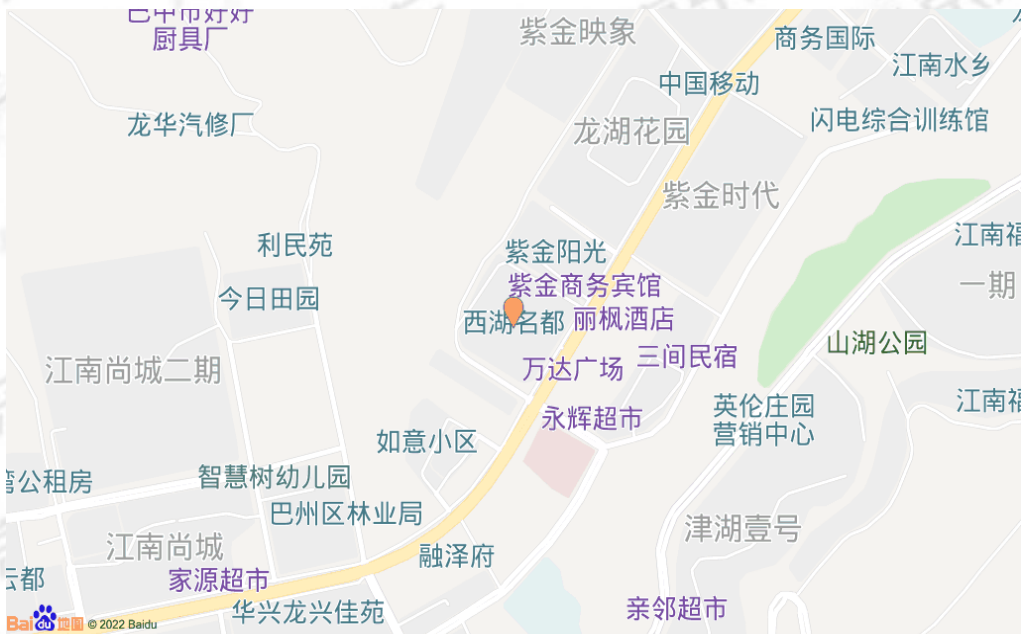 巴中市好好
厨具厂
紫金映象
商务国际
江南水乡
中国移动
龙华汽修厂
龙湖花园
闪电综合训练馆
紫金时代
利民苑
紫金阳光
江南福
今日田园
紫金商务宾馆
一期
西湖名都
丽枫酒店
江南尚城二期
万达广场
三间民宿
山湖公园
永辉超市
英伦庄园
营销中心
江南福
如意小区
湾公租房
智慧树幼儿园
巴州区林业局
津湖壹号
江南尚城
融泽府
云都
家源超市
华兴龙兴佳苑
亲邻超市
Bai du 地图 © 2022 Baidu